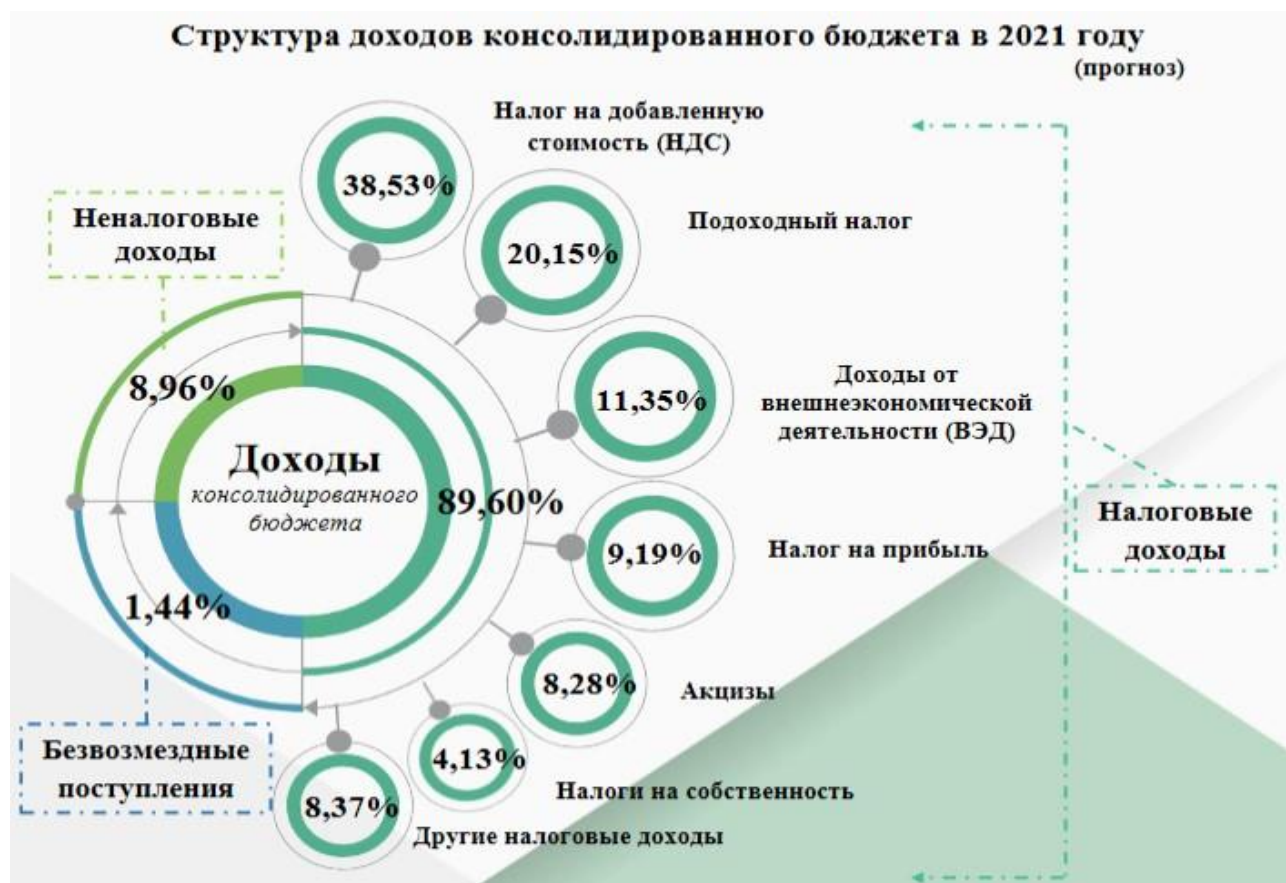 Структура доходов консолидированного бюджета в 2021 году
(прогноз)
Налог на добавленную
стоимость (НДС)
38,53%
Неналоговые
доходы
Подоходный налог
20,15%
8,96%
Доходы от
внешнеэкономической
деятельности (ВЭД)
11,35%
Доходы
консолидированного
бюджета
89,60%
Налоговые
доходы
9,19%
Налог на прибыль
1,44%
8,28%
Акцизы
Безвозмездные
поступления
4,13%
Налоги на собственность
8,37%
Другие налоговые доходы